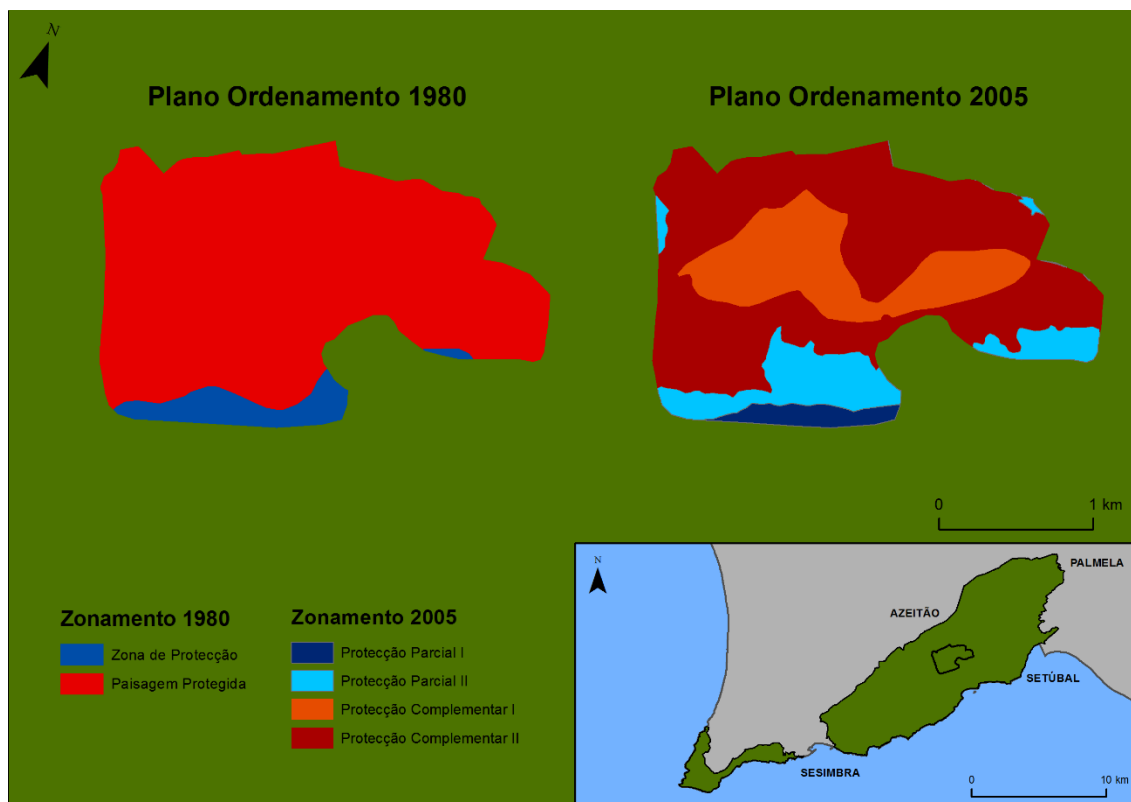 N
Plano Ordenamento 1980
Plano Ordenamento 2005
0 1 km
Zonamento 1980
Zona de Protecção
Paisagem Protegida
Zonamento 2005
Protecção Parcial I
Protecção Parcial II
Protecção Complementar I
Protecção Complementar II
N
PALMELA
AZEITÃO
SETÚBAL
SESIMBRA
0 10 km